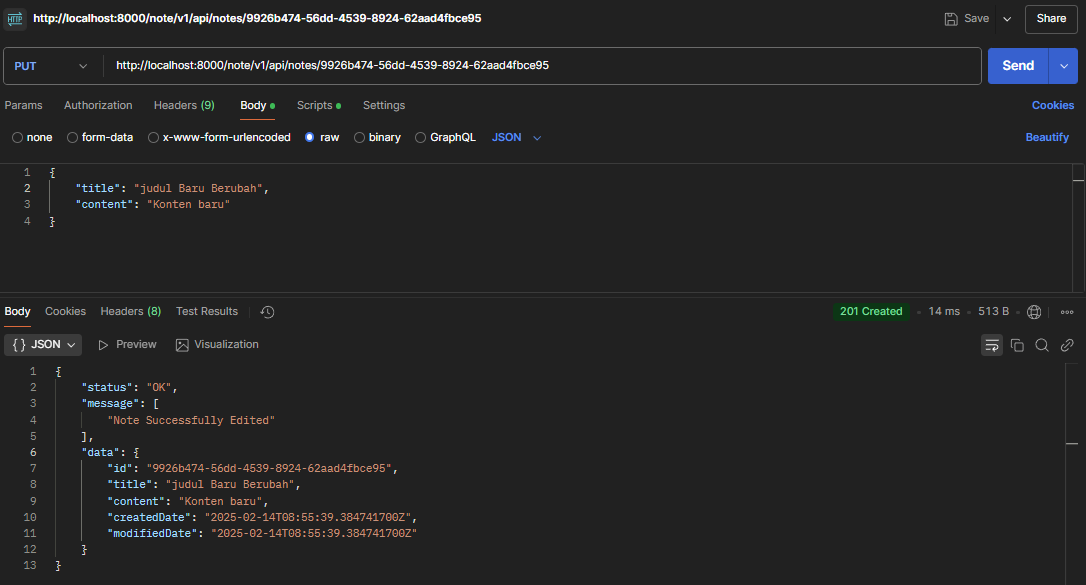 HTTP http://localhost:8000/note/v1/api/notes/9926b474-56dd-4539-8924-62aad4fbce95 Save Share
PUT http://localhost:8000/note/v1/api/notes/9926b474-56dd-4539-8924-62aad4fbce95 Send
Params Authorization Headers (9) Body Scripts Settings Cookies
none form-data x-www-form-urlencoded raw binary GraphQL JSON Beautify
1 {
2 "title": "judul Baru Berubah",
3 "content": "Konten baru"
4 }
Body Cookies Headers (8) Test Results 201 Created 14 ms 513 B
{} JSON Preview Visualization
1 {
2 "status": "OK",
3 "message": [
4 "Note Successfully Edited"
5 ],
6 "data": {
7 "id": "9926b474-56dd-4539-8924-62aad4fbce95",
8 "title": "judul Baru Berubah",
9 "content": "Konten baru",
10 "createdDate": "2025-02-14T08:55:39.384741700Z",
11 "modifiedDate": "2025-02-14T08:55:39.384741700Z"
12 }
13 }